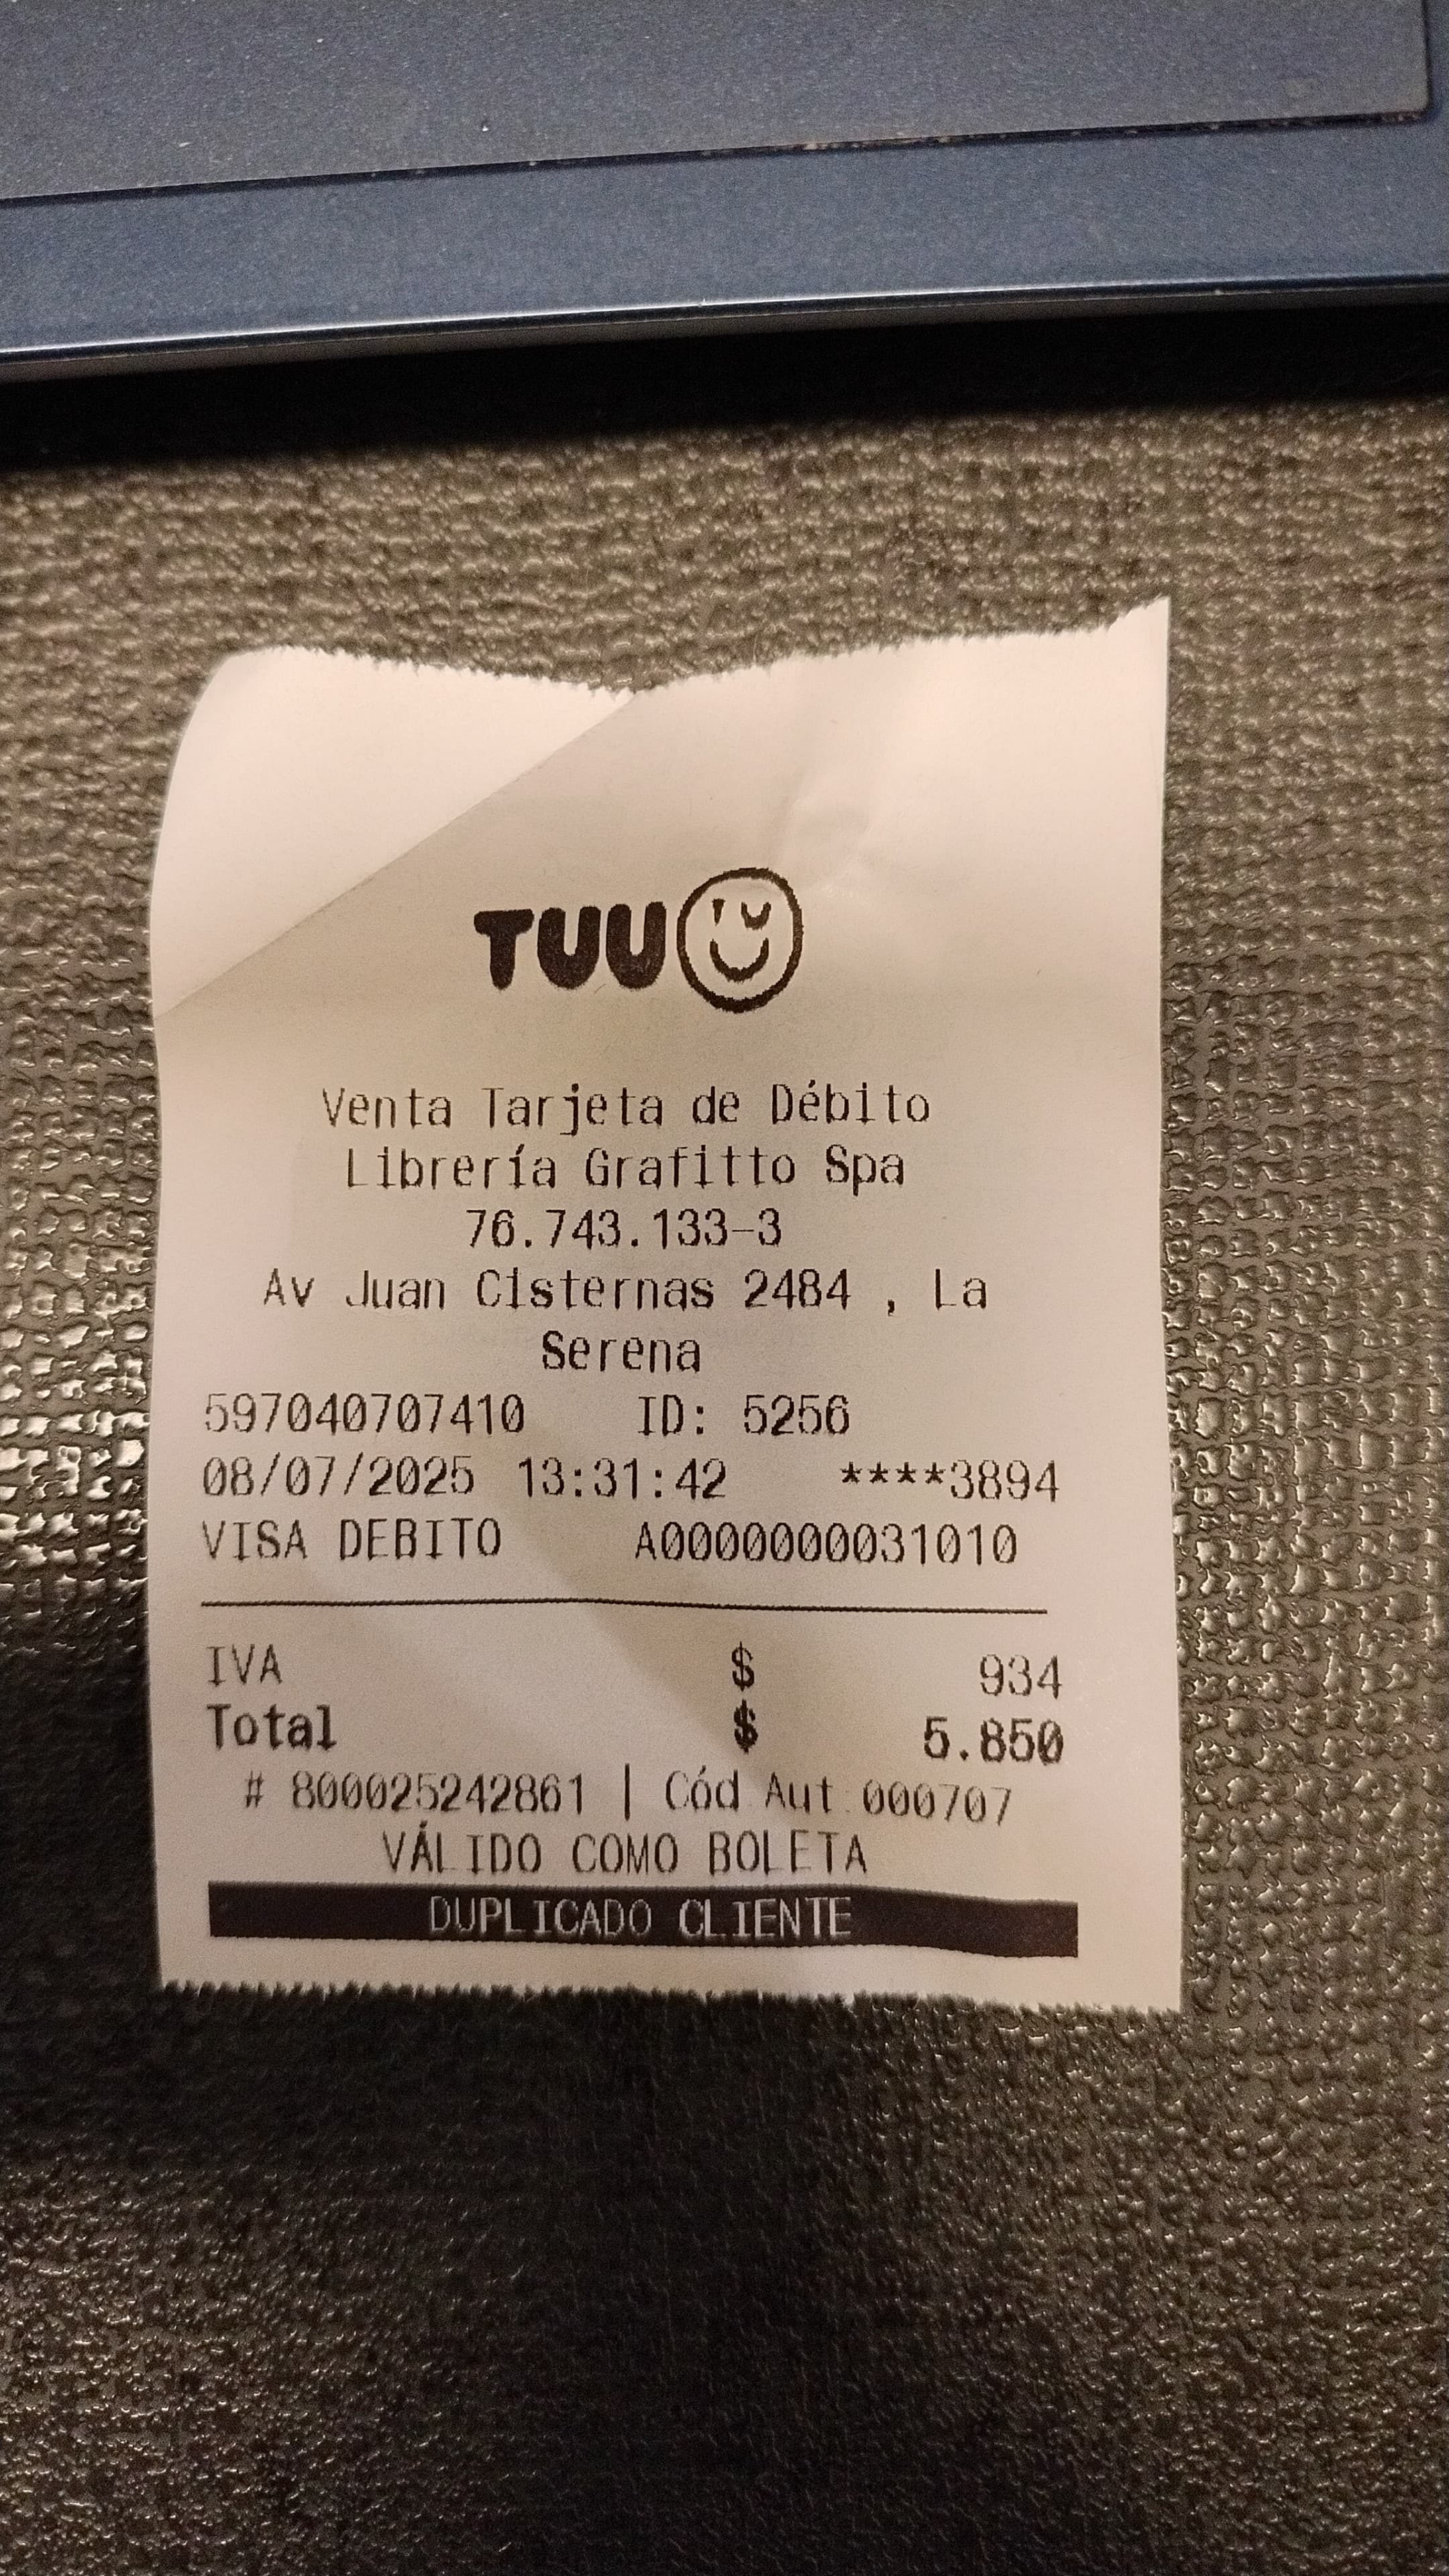 TUU
Venta Tarjeta de Débito
Librería Grafitto Spa
76.743.133-3
Av Juan Cisternas 2484 , La
Serena
597040707410 ID: 5256
08/07/2025 13:31:42 ****3894
VISA DEBITO A0000000031010
IVA $ 934
Total $ 5.850
# 800025242861 | Cód Aut 000707
VÁLIDO COMO BOLETA
DUPLICADO CLIENTE